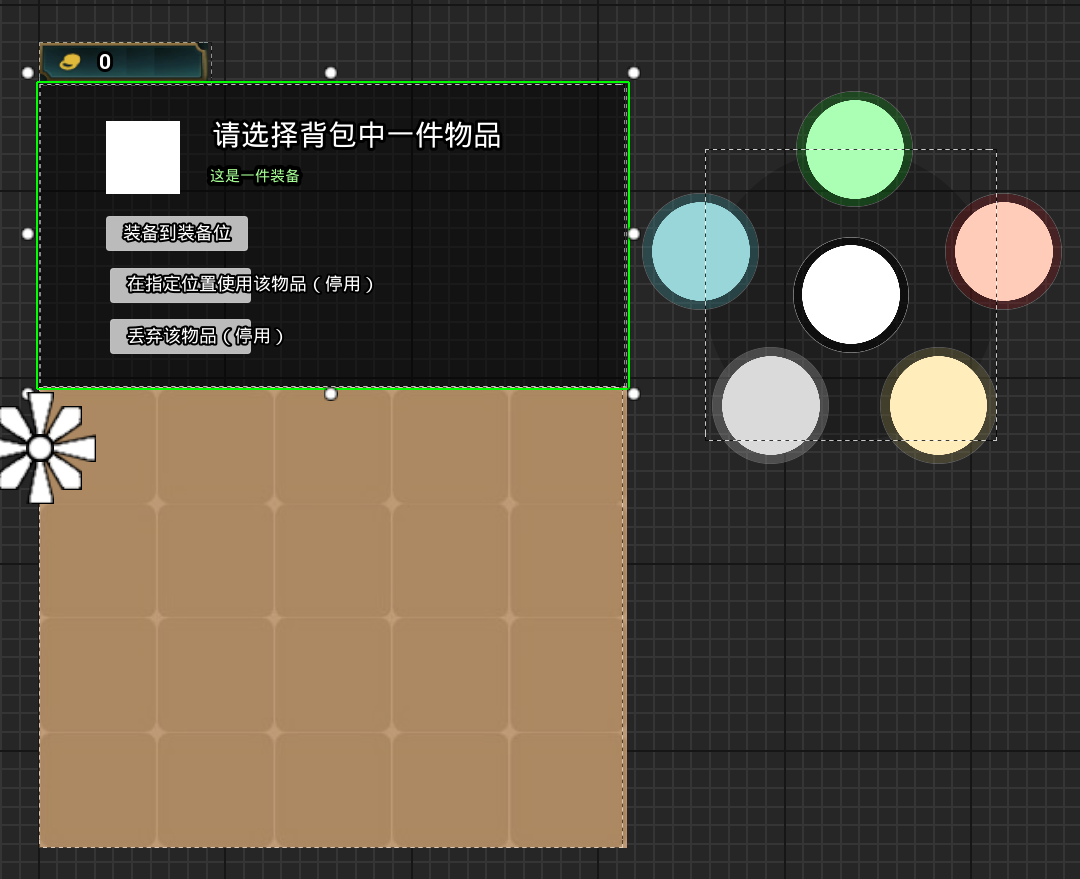 0
请选择背包中一件物品
这是一件装备
装备到装备位
在指定位置使用该物品（停用）
丢弃该物品（停用）